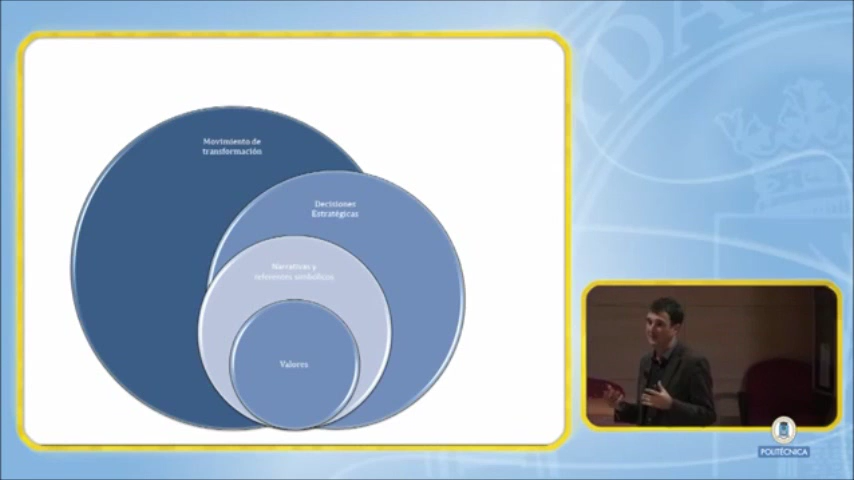 Movimiento de
transformación
Decisiones
Estratégicas
Narrativas y
referentes simbólicos
Valores
POLITÉCNICA